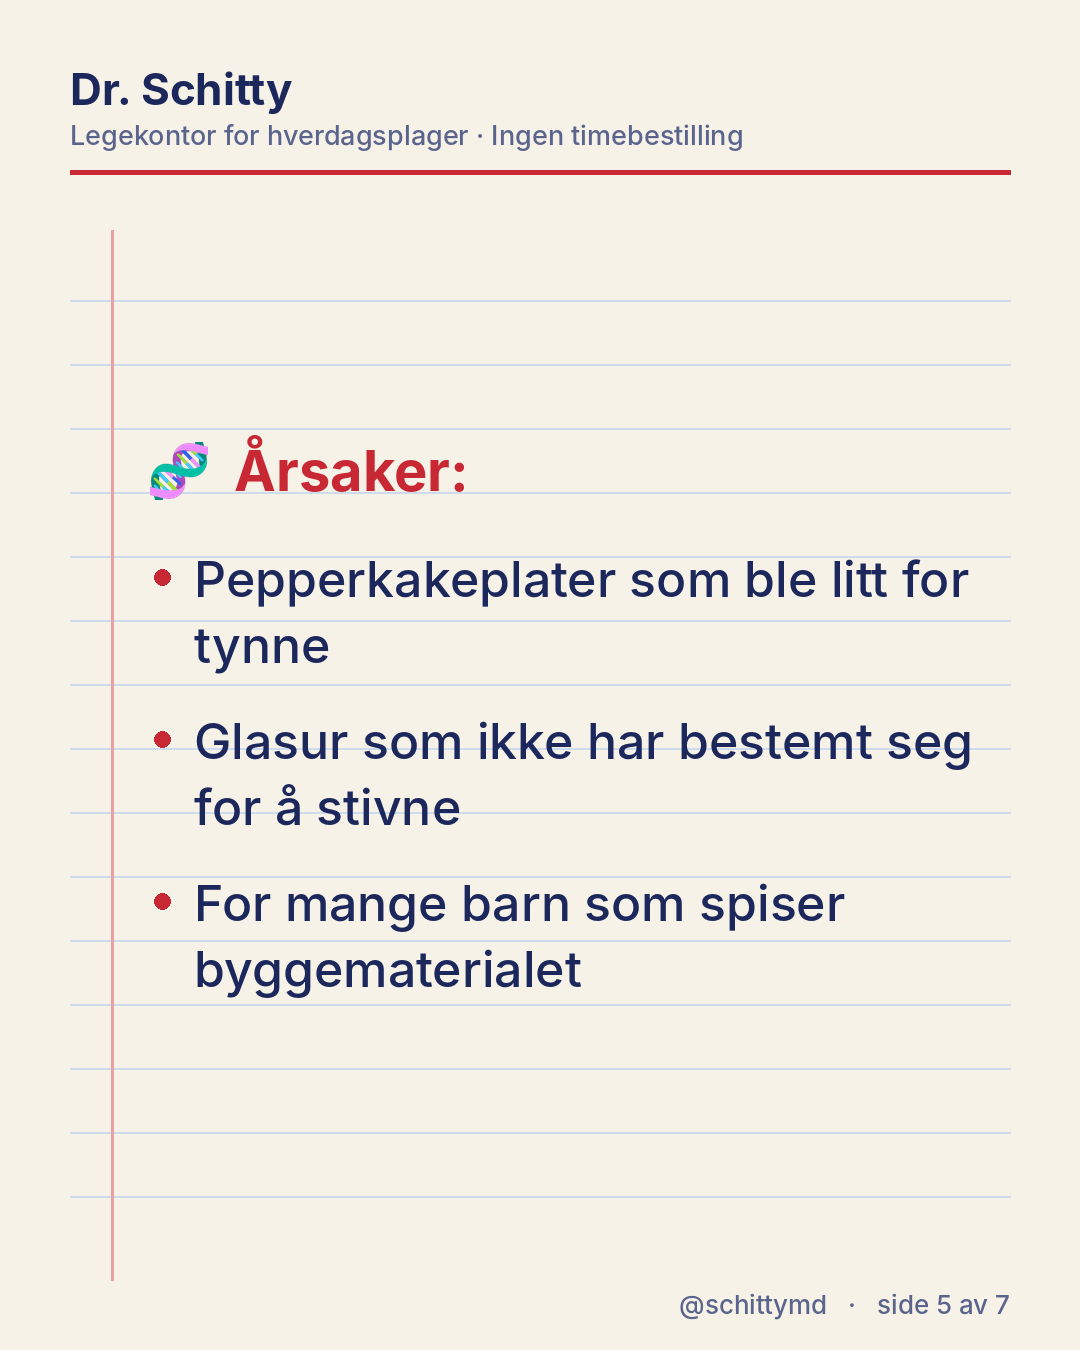 Dr. Schitty
Legekontor for hverdagsplager · Ingen timebestilling
🧬 Årsaker:
• Pepperkakeplater som ble litt for
tynne
• Glasur som ikke har bestemt seg
for å stivne
• For mange barn som spiser
byggematerialet
@schittymd · side 5 av 7